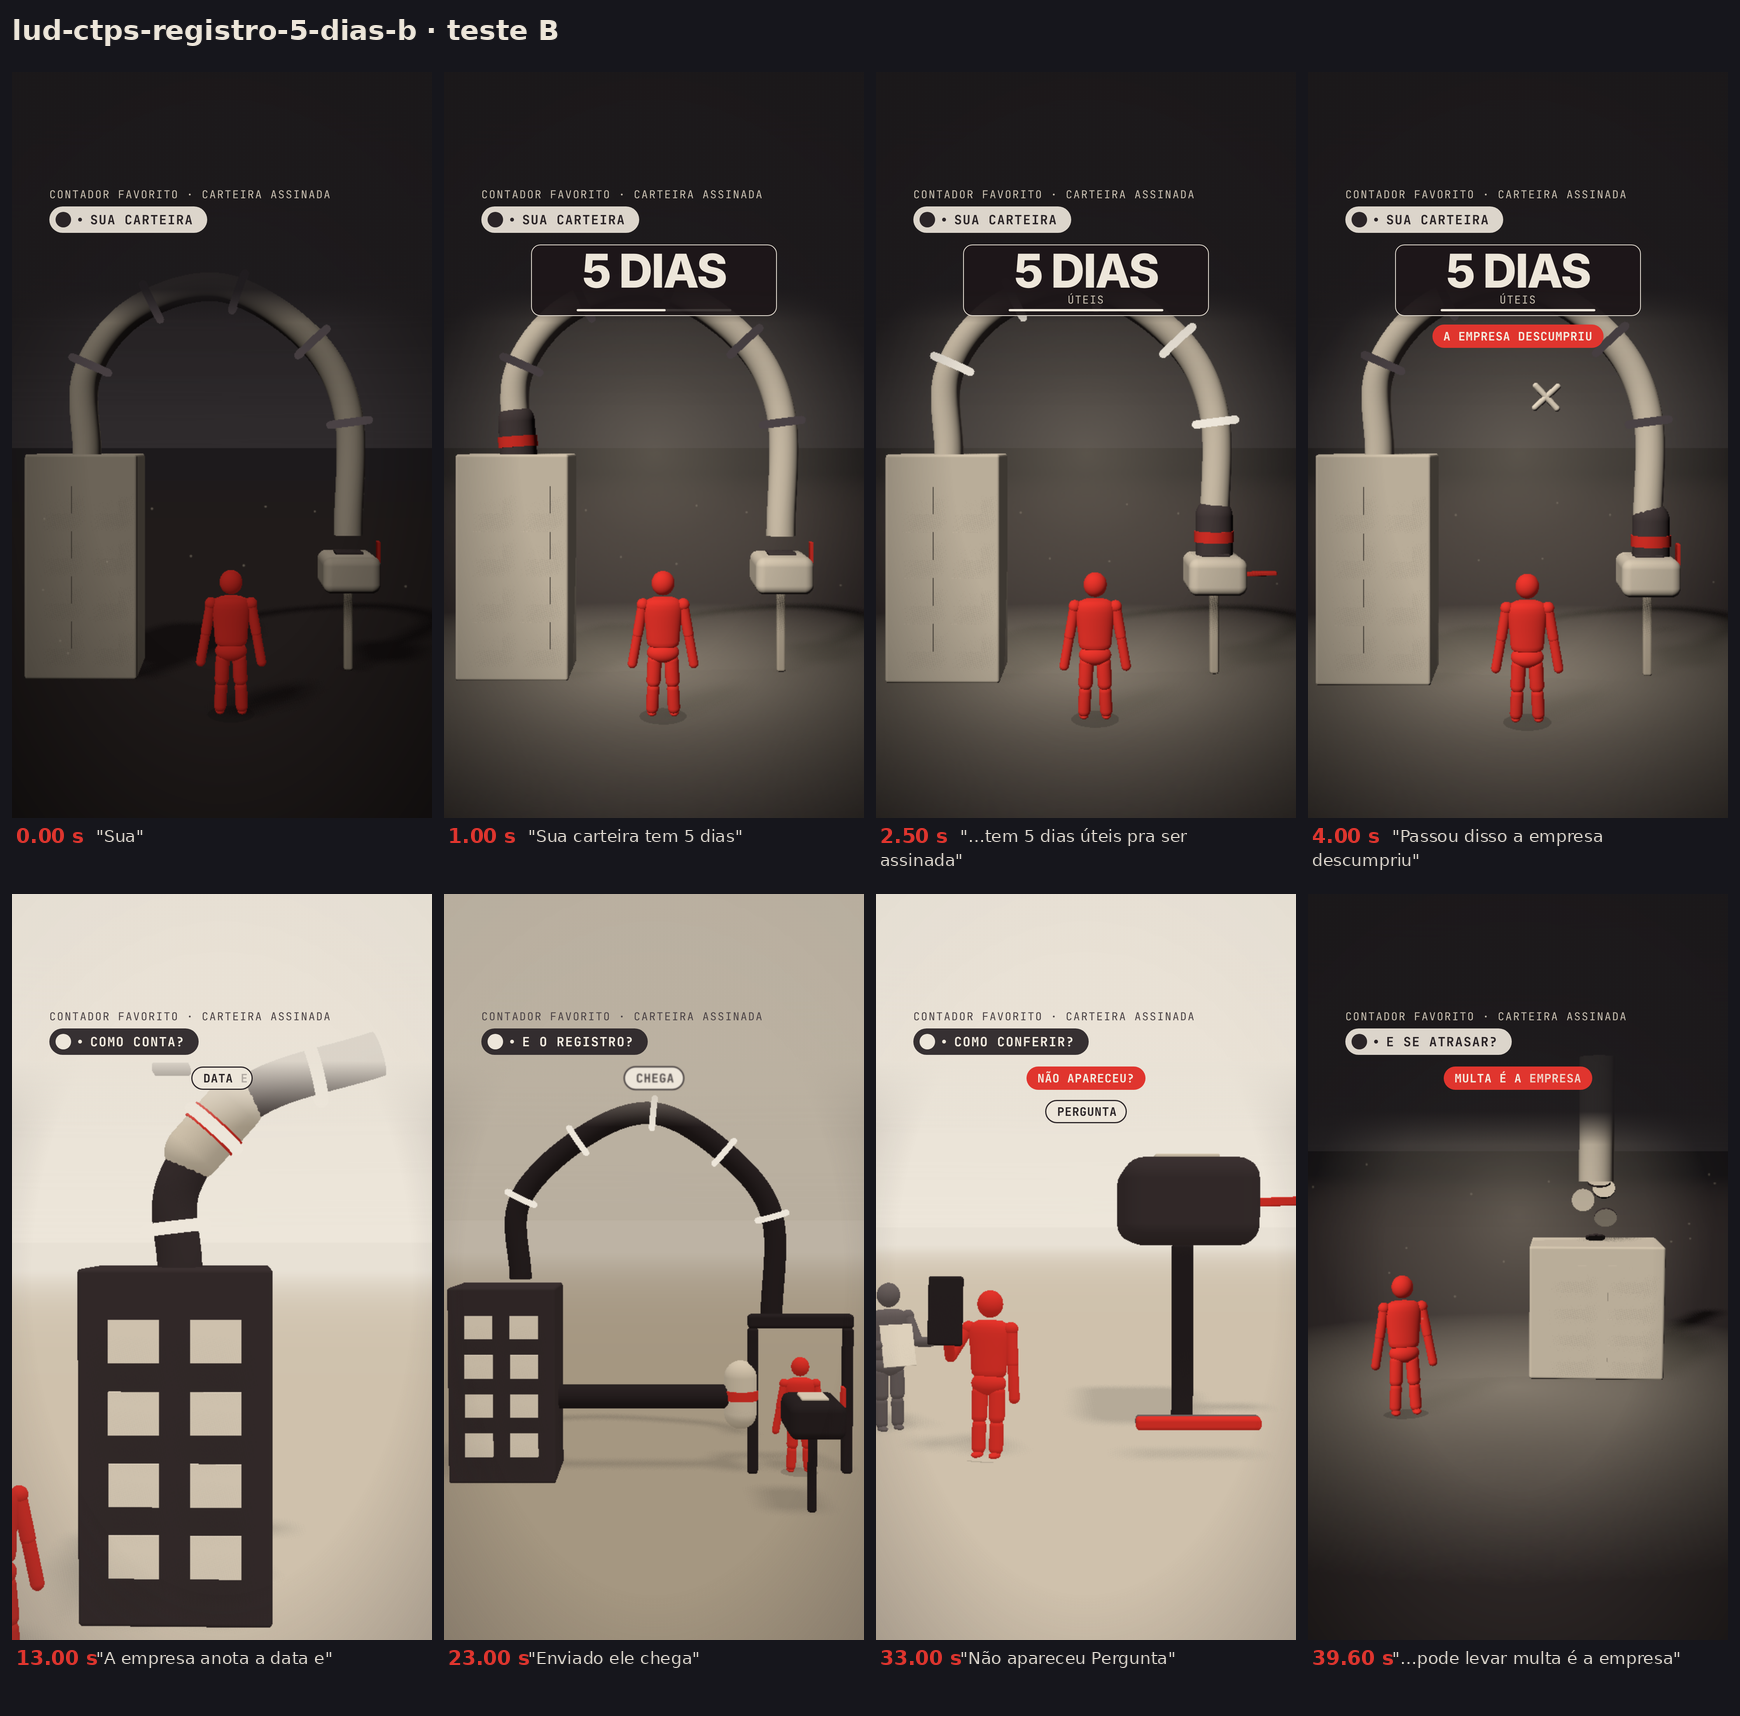 lud-ctps-registro-5-dias-b · teste B
CONTADOR FAVORITO · CARTEIRA ASSINADA
• SUA CARTEIRA
0.00 s "Sua"
CONTADOR FAVORITO · CARTEIRA ASSINADA
• SUA CARTEIRA
5 DIAS
1.00 s "Sua carteira tem 5 dias"
CONTADOR FAVORITO · CARTEIRA ASSINADA
• SUA CARTEIRA
5 DIAS
ÚTEIS
2.50 s "...tem 5 dias úteis pra ser
assinada"
CONTADOR FAVORITO · CARTEIRA ASSINADA
• SUA CARTEIRA
5 DIAS
ÚTEIS
A EMPRESA DESCUMPRIU
4.00 s "Passou disso a empresa
descumpriu"
CONTADOR FAVORITO · CARTEIRA ASSINADA
• COMO CONTA?
DATA E
13.00 s "A empresa anota a data e"
CONTADOR FAVORITO · CARTEIRA ASSINADA
• E O REGISTRO?
CHEGA
23.00 s "Enviado ele chega"
CONTADOR FAVORITO · CARTEIRA ASSINADA
• COMO CONFERIR?
NÃO APARECEU?
PERGUNTA
33.00 s "Não apareceu Pergunta"
CONTADOR FAVORITO · CARTEIRA ASSINADA
• E SE ATRASAR?
MULTA É A EMPRESA
39.60 s "...pode levar multa é a empresa"